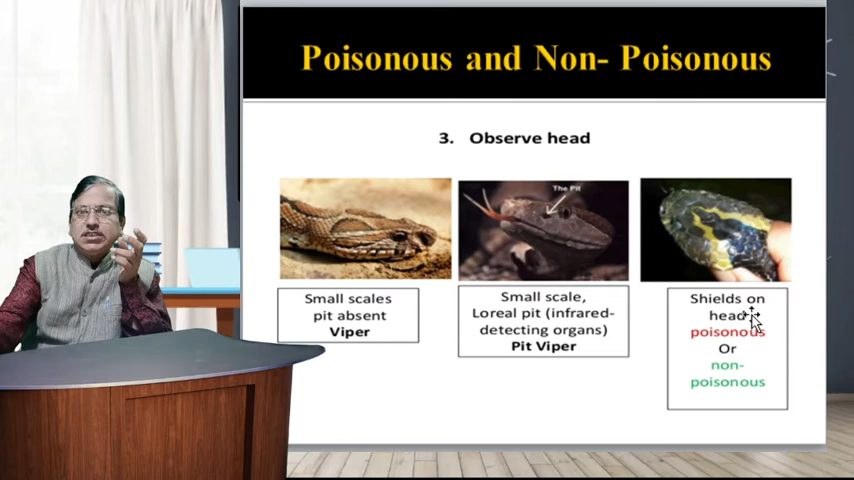 Poisonous and Non- Poisonous
3. Observe head
The Pit
Small scales
pit absent
Viper
Small scale,
Loreal pit (infrared-
detecting organs)
Pit Viper
Shields on
head
poisonous
Or
non-
poisonous